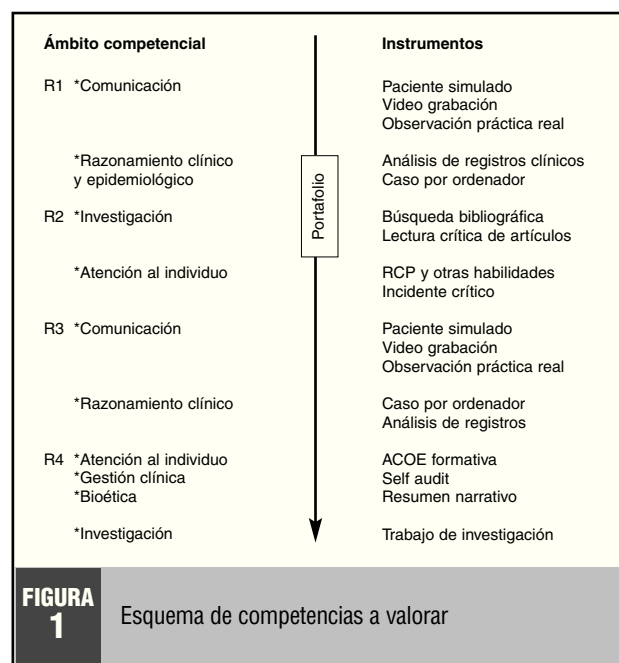 Ámbito competencial Instrumentos
R1 *Comunicación Paciente simulado
Video grabación
Observación práctica real
*Razonamiento clínico Análisis de registros clínicos
y epidemiológico Caso por ordenador
Portafolio
R2 *Investigación Búsqueda bibliográfica
Lectura crítica de artículos
*Atención al individuo RCP y otras habilidades
Incidente crítico
R3 *Comunicación Paciente simulado
Video grabación
Observación práctica real
*Razonamiento clínico Caso por ordenador
Análisis de registros
R4 *Atención al individuo ACOE formativa
*Gestión clínica Self audit
*Bioética Resumen narrativo
*Investigación Trabajo de investigación
FIGURA
1
Esquema de competencias a valorar